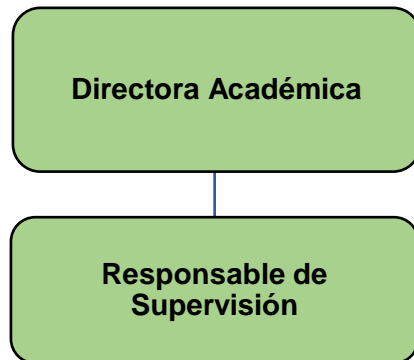 Directora Académica
Responsable de
Supervisión